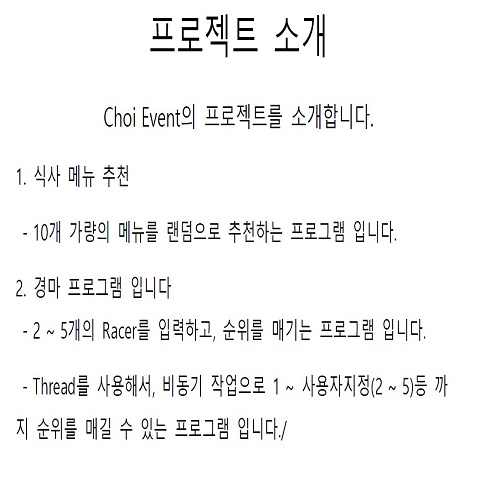 프로젝트 소개
Choi Event의 프로젝트를 소개합니다.
1. 식사 메뉴 추천
- 10개 가량의 메뉴를 랜덤으로 추천하는 프로그램 입니다.
2. 경마 프로그램 입니다
- 2 ~ 5개의 Racer를 입력하고, 순위를 매기는 프로그램 입니다.
- Thread를 사용해서, 비동기 작업으로 1 ~ 사용자지정(2 ~ 5)등 까
지 순위를 매길 수 있는 프로그램 입니다./